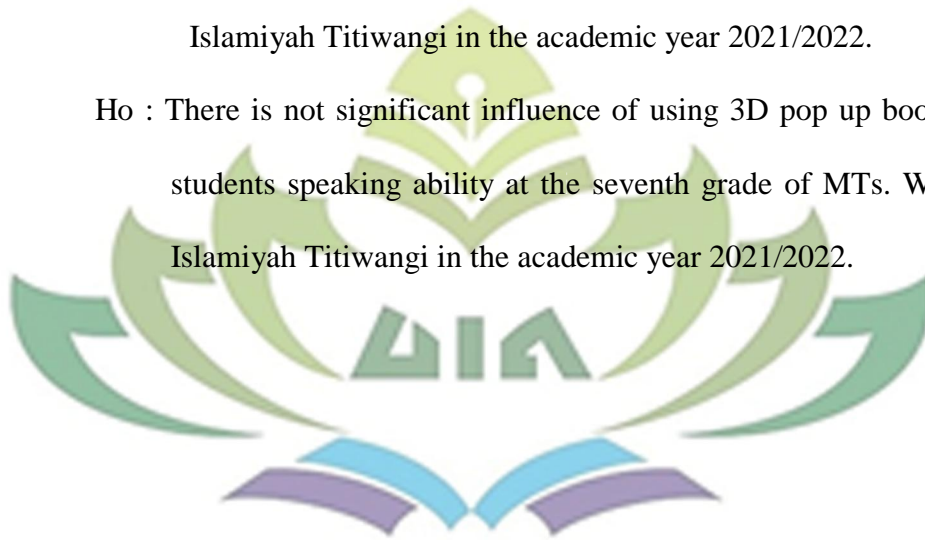 Islamiyah Titiwangi in the academic year 2021/2022.
Ho : There is not significant influence of using 3D pop up
students speaking ability at the seventh grade of MTs.
Islamiyah Titiwangi in the academic year 2021/2022.
UIN